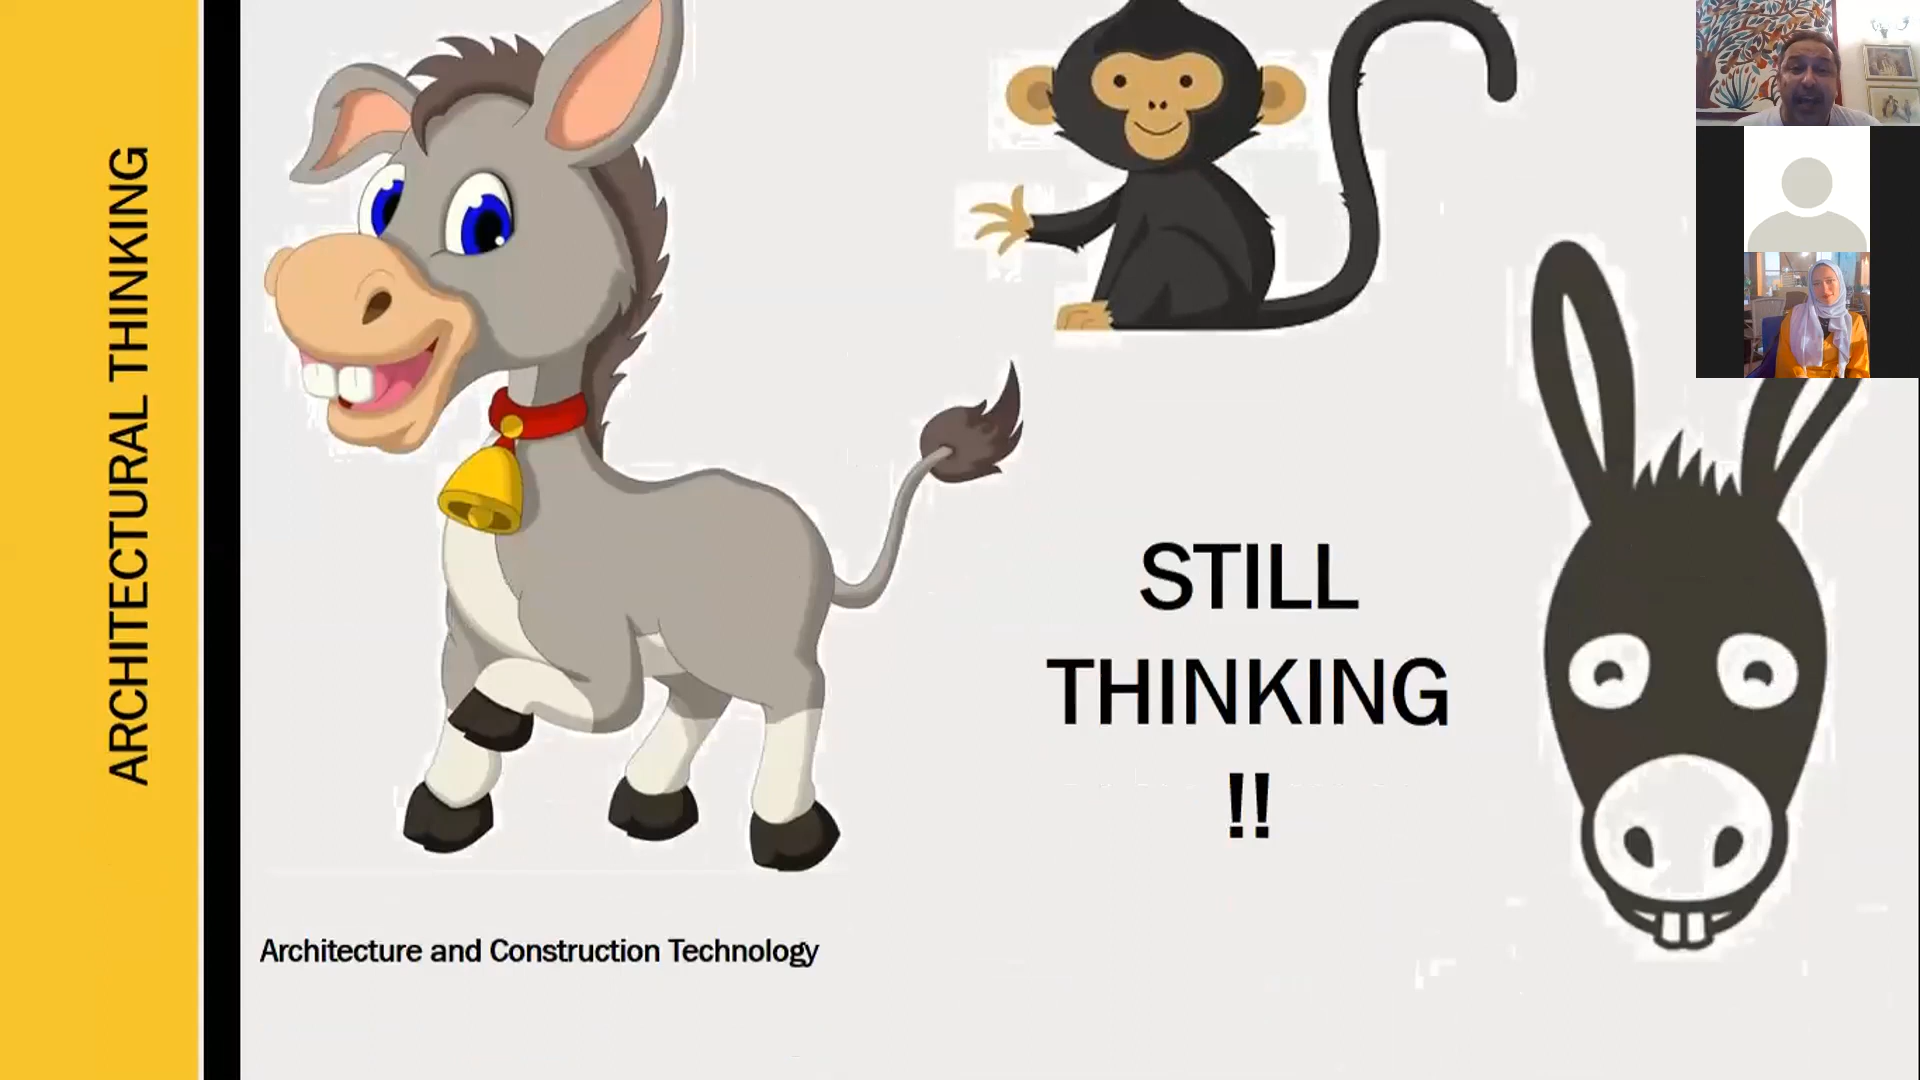 ARCHITECTURAL THINKING
STILL
THINKING
!!
Architecture and Construction Technology